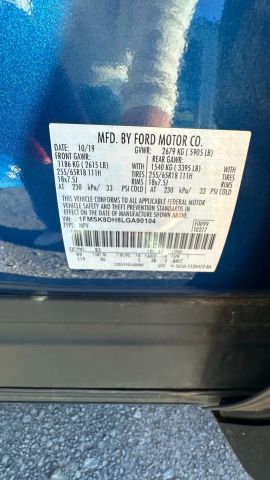 MFD. BY FORD MOTOR CO.
DATE: 10/19 GVWR: 2679 KG (5905 LB)
FRONT GAWR: REAR GAWR:
1186 KG (2615 LB) 1540 KG (3395 LB)
255/65R18 111H 255/65R18 111H TIRES
18x7.5J RIMS 18x7.5J
AT 230 kPa/ 33 PSI COLD AT 230 kPa/ 33 PSI COLD
THIS VEHICLE CONFORMS TO ALL APPLICABLE FEDERAL MOTOR
VEHICLE SAFETY AND THEFT PREVENTION STANDARDS IN
EFFECT ON THE DATE OF MANUFACTURE SHOWN ABOVE.
VIN: 1FMSK8DH8LGA90104 F0099
TYPE: MPV
EXT PNT: B3